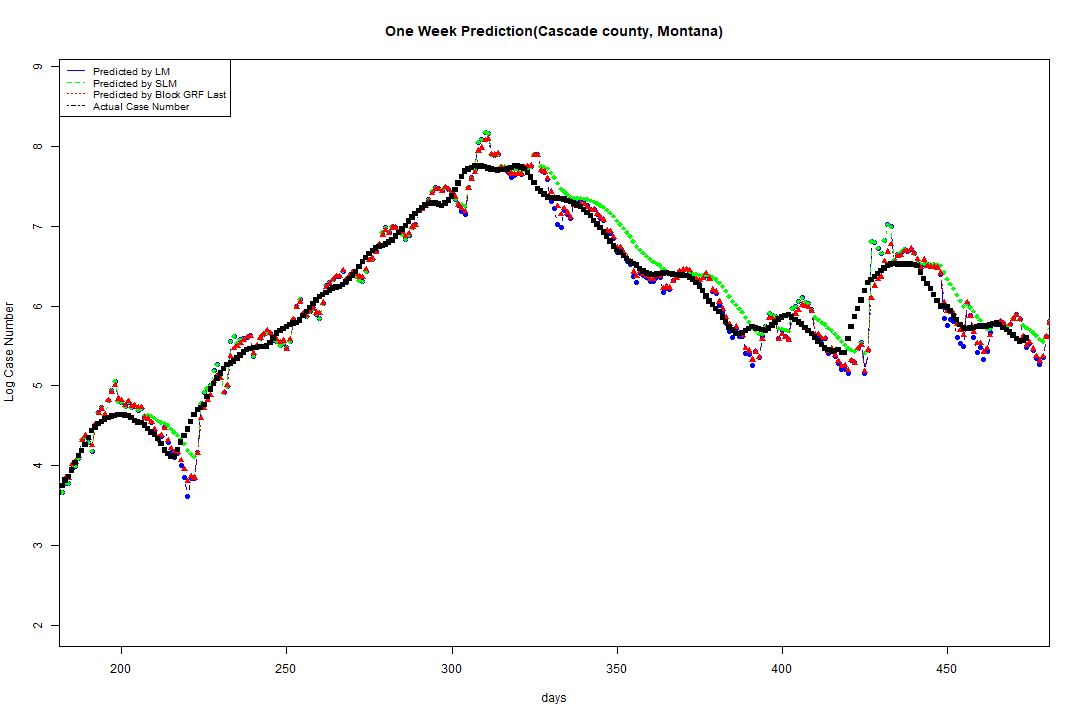 One Week Prediction(Cascade county, Montana)
Predicted by LM
Predicted by SLM
Predicted by Block GRF Last
Actual Case Number
9
8
7
6
5
4
3
2
Log Case Number
200 250 300 350 400 450
days